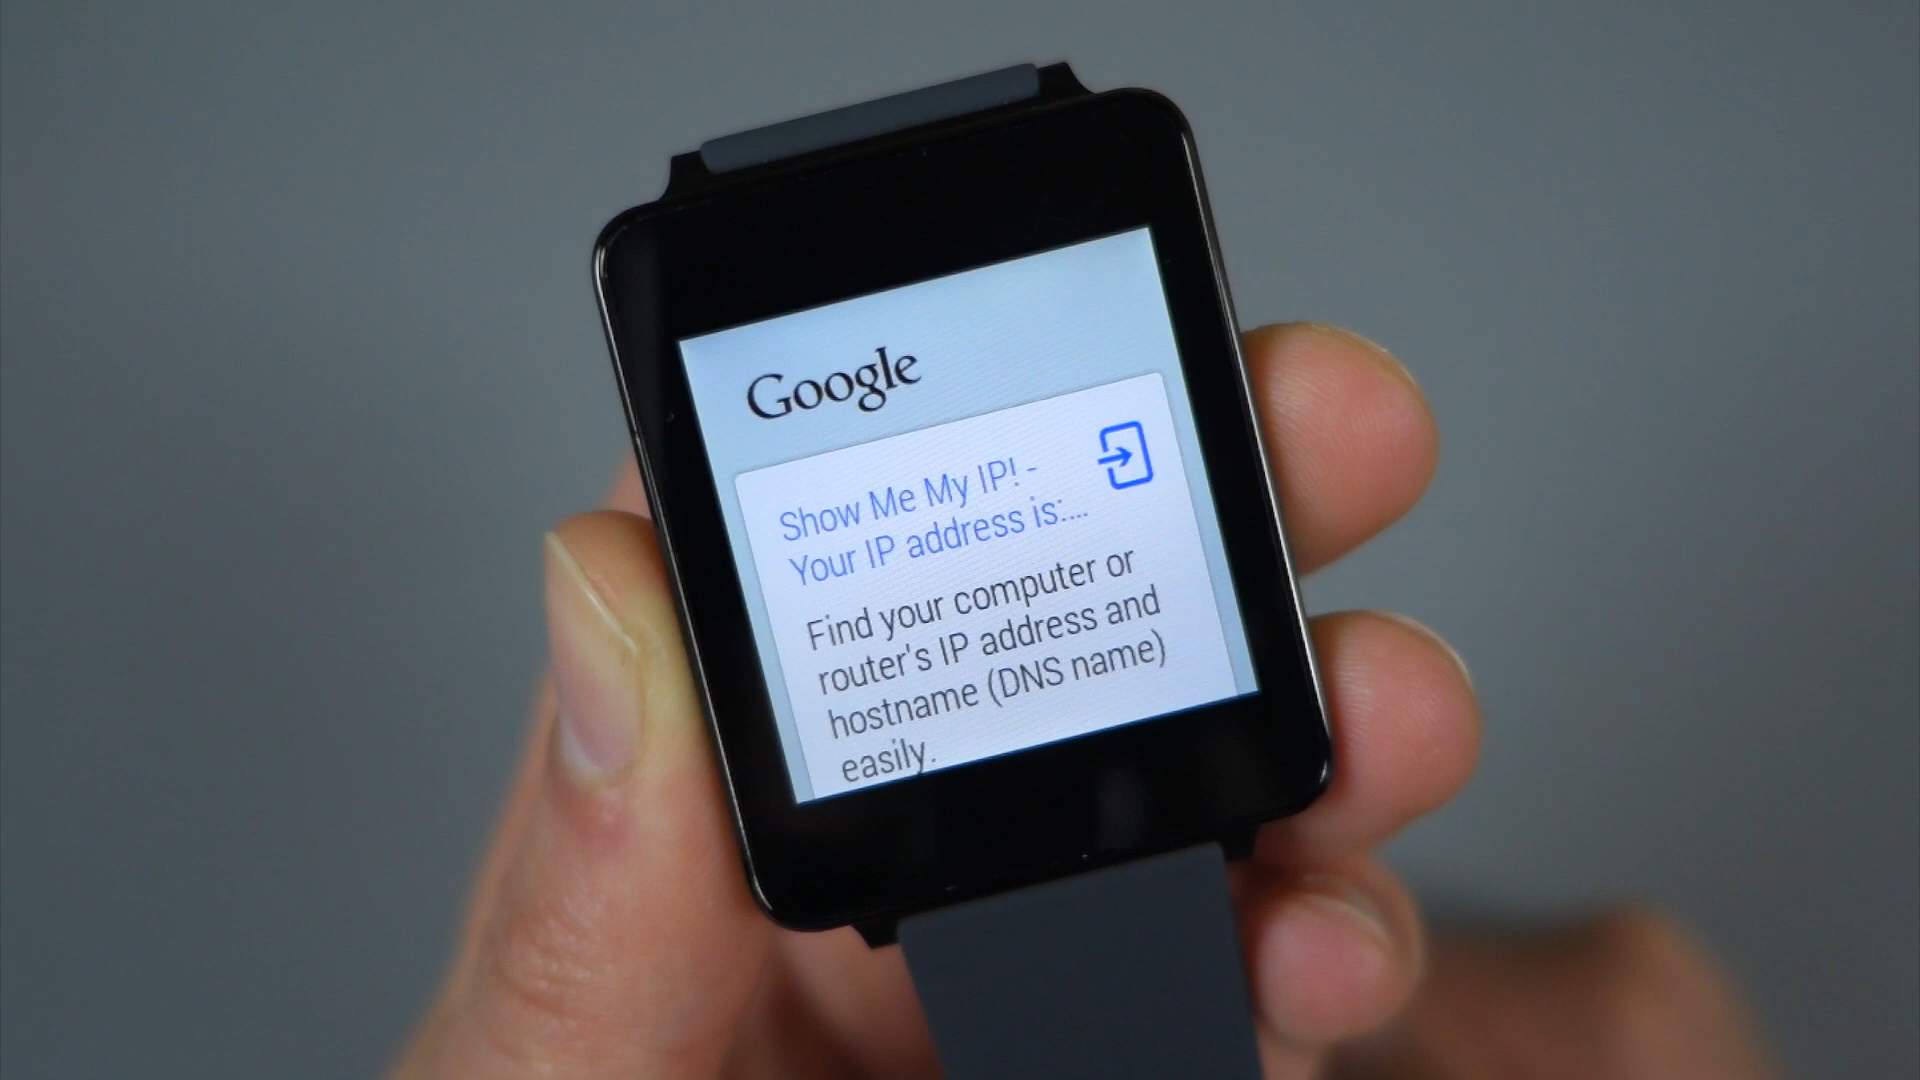 Google
Show Me My IP! -
Your IP address is:...
Find your computer or
router's IP address and
hostname (DNS name)
easily.